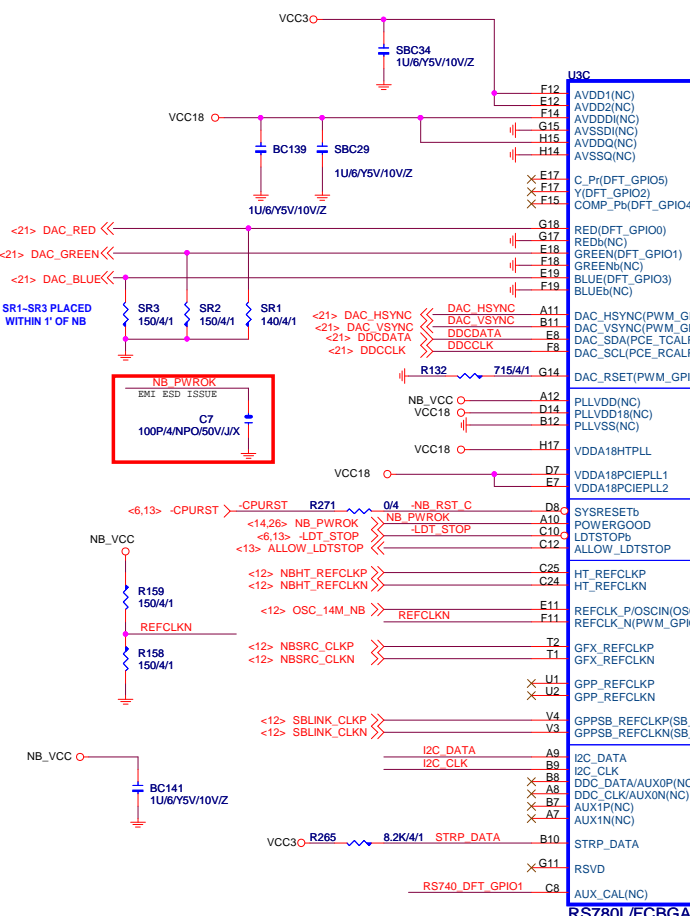 VCC3
SBC34
1U/6/Y5V/10V/Z
U3C
VCC18
BC139
SBC29
1U/6/Y5V/10V/Z
1U/6/Y5V/10V/Z
F12 AVDD1(NC)
E12 AVDD2(NC)
F14 AVDDDI(NC)
G15 AVSSDI(NC)
H15 AVDDQ(NC)
H14 AVSSQ(NC)
E17 C_Pr(DFT_GPIO5)
F17 Y(DFT_GPIO2)
F15 COMP_Pb(DFT_GPIO4
<21> DAC_RED
G18 RED(DFT_GPIO0)
G17 REDb(NC)
<21> DAC_GREEN
E18 GREEN(DFT_GPIO1)
F18 GREENb(NC)
<21> DAC_BLUE
E19 BLUE(DFT_GPIO3)
F19 BLUEb(NC)
SR1~SR3 PLACED
WITHIN 1' OF NB
SR3
150/4/1
SR2
150/4/1
SR1
140/4/1
<21> DAC_HSYNC DAC_HSYNC A11 DAC_HSYNC(PWM_G
<21> DAC_VSYNC DAC_VSYNC B11 DAC_VSYNC(PWM_G
<21> DDCDATA DDCDATA E8 DAC_SDA(PCE_TCAL
<21> DDCCLK DDCCLK F8 DAC_SCL(PCE_RCAL
R132 715/4/1 G14 DAC_RSET(PWM_GPI
NB_PWROK
EMI ESD ISSUE
C7
100P/4/NPO/50V/J/X
NB_VCC A12 PLLVDD(NC)
VCC18 D14 PLLVDD18(NC)
B12 PLLVSS(NC)
VCC18 H17 VDDA18HTPLL
VCC18 D7 VDDA18PCIEPLL1
E7 VDDA18PCIEPLL2
<6,13> -CPURST -CPURST R271 0/4 -NB_RST_C D8 SYSRESETb
<14,26> NB_PWROK NB_PWROK A10 POWERGOOD
<6,13> -LDT_STOP -LDT_STOP C10 LDTSTOPb
<13> ALLOW_LDTSTOP C12 ALLOW_LDTSTOP
NB_VCC
R159
150/4/1
REFCLKN
R158
150/4/1
<12> NBHT_REFCLKP C25 HT_REFCLKP
<12> NBHT_REFCLKN C24 HT_REFCLKN
<12> OSC_14M_NB E11 REFCLK_P/OSCIN(OS
REFCLKN F11 REFCLK_N(PWM_GPI
<12> NBSRC_CLKP T2 GFX_REFCLKP
<12> NBSRC_CLKN T1 GFX_REFCLKN
U1 GPP_REFCLKP
U2 GPP_REFCLKN
<12> SBLINK_CLKP V4 GPPSB_REFCLKP(SB_
<12> SBLINK_CLKN V3 GPPSB_REFCLKN(SB_
NB_VCC
BC141
1U/6/Y5V/10V/Z
I2C_DATA A9 I2C_DATA
I2C_CLK B9 I2C_CLK
B8 DDC_DATA/AUX0P(NC
A8 DDC_CLK/AUX0N(NC)
B7 AUX1P(NC)
A7 AUX1N(NC)
VCC3 R265 8.2K/4/1 STRP_DATA B10 STRP_DATA
G11 RSVD
RS740_DFT_GPIO1 C8 AUX_CAL(NC)
RS780L/FCBGA